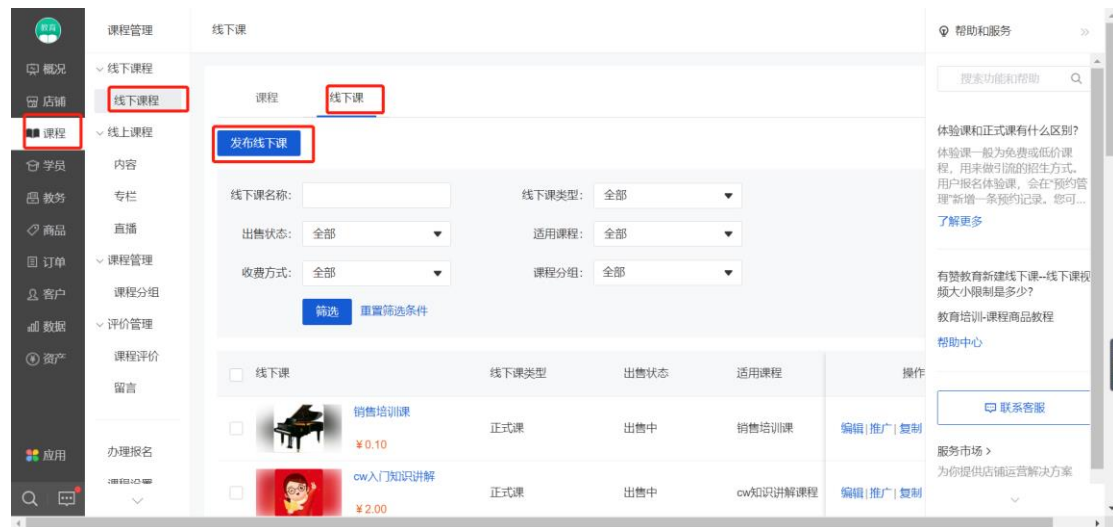 教育
概况
店铺
课程
学员
教务
商品
订单
客户
数据
资产
应用
课程管理
线下课程
线下课程
线上课程
内容
专栏
直播
课程管理
课程分组
评价管理
课程评价
留言
办理报名
课程设置
线下课
课程 线下课
发布线下课
线下课名称: 线下课类型: 全部
出售状态: 全部 适用课程: 全部
收费方式: 全部 课程分组: 全部
筛选 重置筛选条件
线下课 线下课类型 出售状态 适用课程 操作
销售培训课
¥0.10
正式课 出售中 销售培训课 编辑|推广|复制
cw入门知识讲解
¥2.00
正式课 出售中 cw知识讲解课程 编辑|推广|复制
帮助和服务
搜索功能和帮助
体验课和正式课有什么区别?
体验课一般为免费或低价课
程，用来做引流的招生方式。
用户报名体验课，会在“预约管
理”新增一条预约记录。您可...
了解更多
有赞教育新建线下课--线下课视
频大小限制是多少?
教育培训-课程商品教程
帮助中心
联系客服
服务市场 >
为你提供店铺运营解决方案